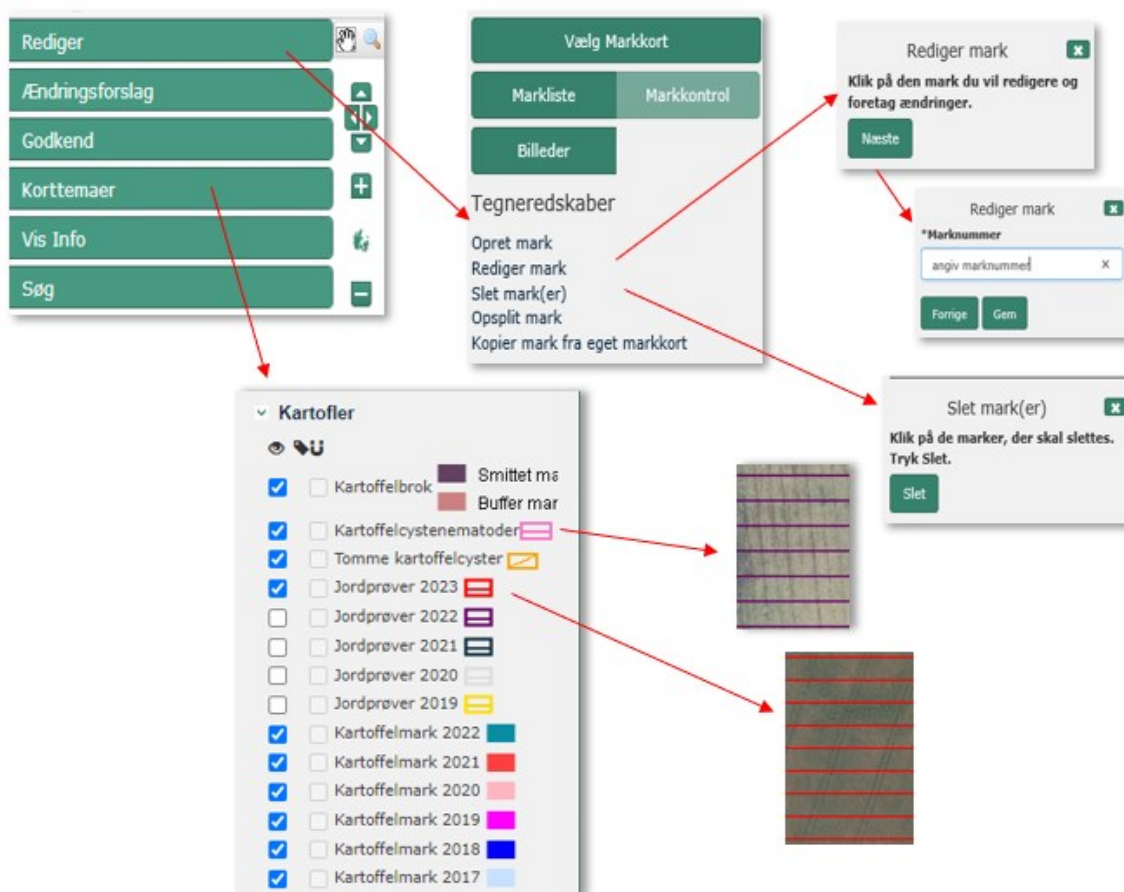 Rediger
Ændringsforslag
Godkend
Korttemaer
Vis Info
Søg
Vælg Markkort
Markliste
Markkontrol
Billeder
Tegneredskaber
Opret mark
Rediger mark
Slet mark(er)
Opsplit mark
Kopier mark fra eget markkort
Rediger mark
Klik på den mark du vil redigere og
foretag ændringer.
Næste
Rediger mark
*Marknummer
angiv marknummer
Forrige
Gem
Slet mark(er)
Klik på de marker, der skal slettes.
Tryk Slet.
Slet
Kartofler
Kartoffelbrok
Smittet ma
Buffer mar
Kartoffelcystenematoder
Tomme kartoffelcyster
Jordprøver 2023
Jordprøver 2022
Jordprøver 2021
Jordprøver 2020
Jordprøver 2019
Kartoffelmark 2022
Kartoffelmark 2021
Kartoffelmark 2020
Kartoffelmark 2019
Kartoffelmark 2018
Kartoffelmark 2017